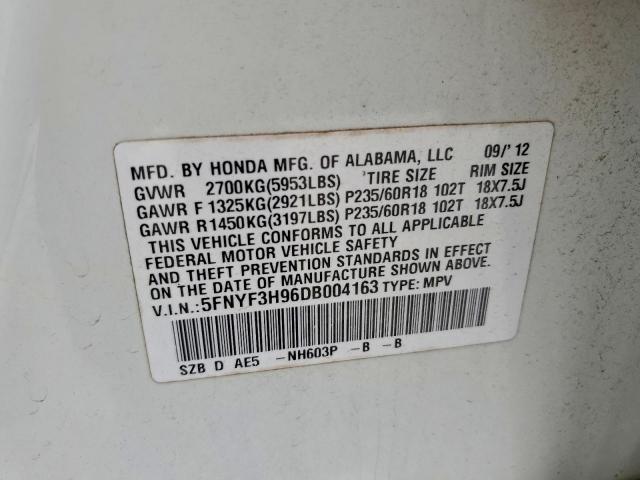 MFD. BY HONDA MFG. OF ALABAMA, LLC 09/'12
GVWR 2700KG(5953LBS) 'TIRE SIZE RIM SIZE
GAWR F 1325KG(2921LBS) P235/60R18 102T 18X7.5J
GAWR R 1450KG(3197LBS) P235/60R18 102T 18X7.5J
THIS VEHICLE CONFORMS TO ALL APPLICABLE
FEDERAL MOTOR VEHICLE SAFETY
AND THEFT PREVENTION STANDARDS IN EFFECT
ON THE DATE OF MANUFACTURE SHOWN ABOVE.
V.I.N.:5FNYF3H96DB004163 TYPE: MPV
SZB D AE5 -NH603P -B -B